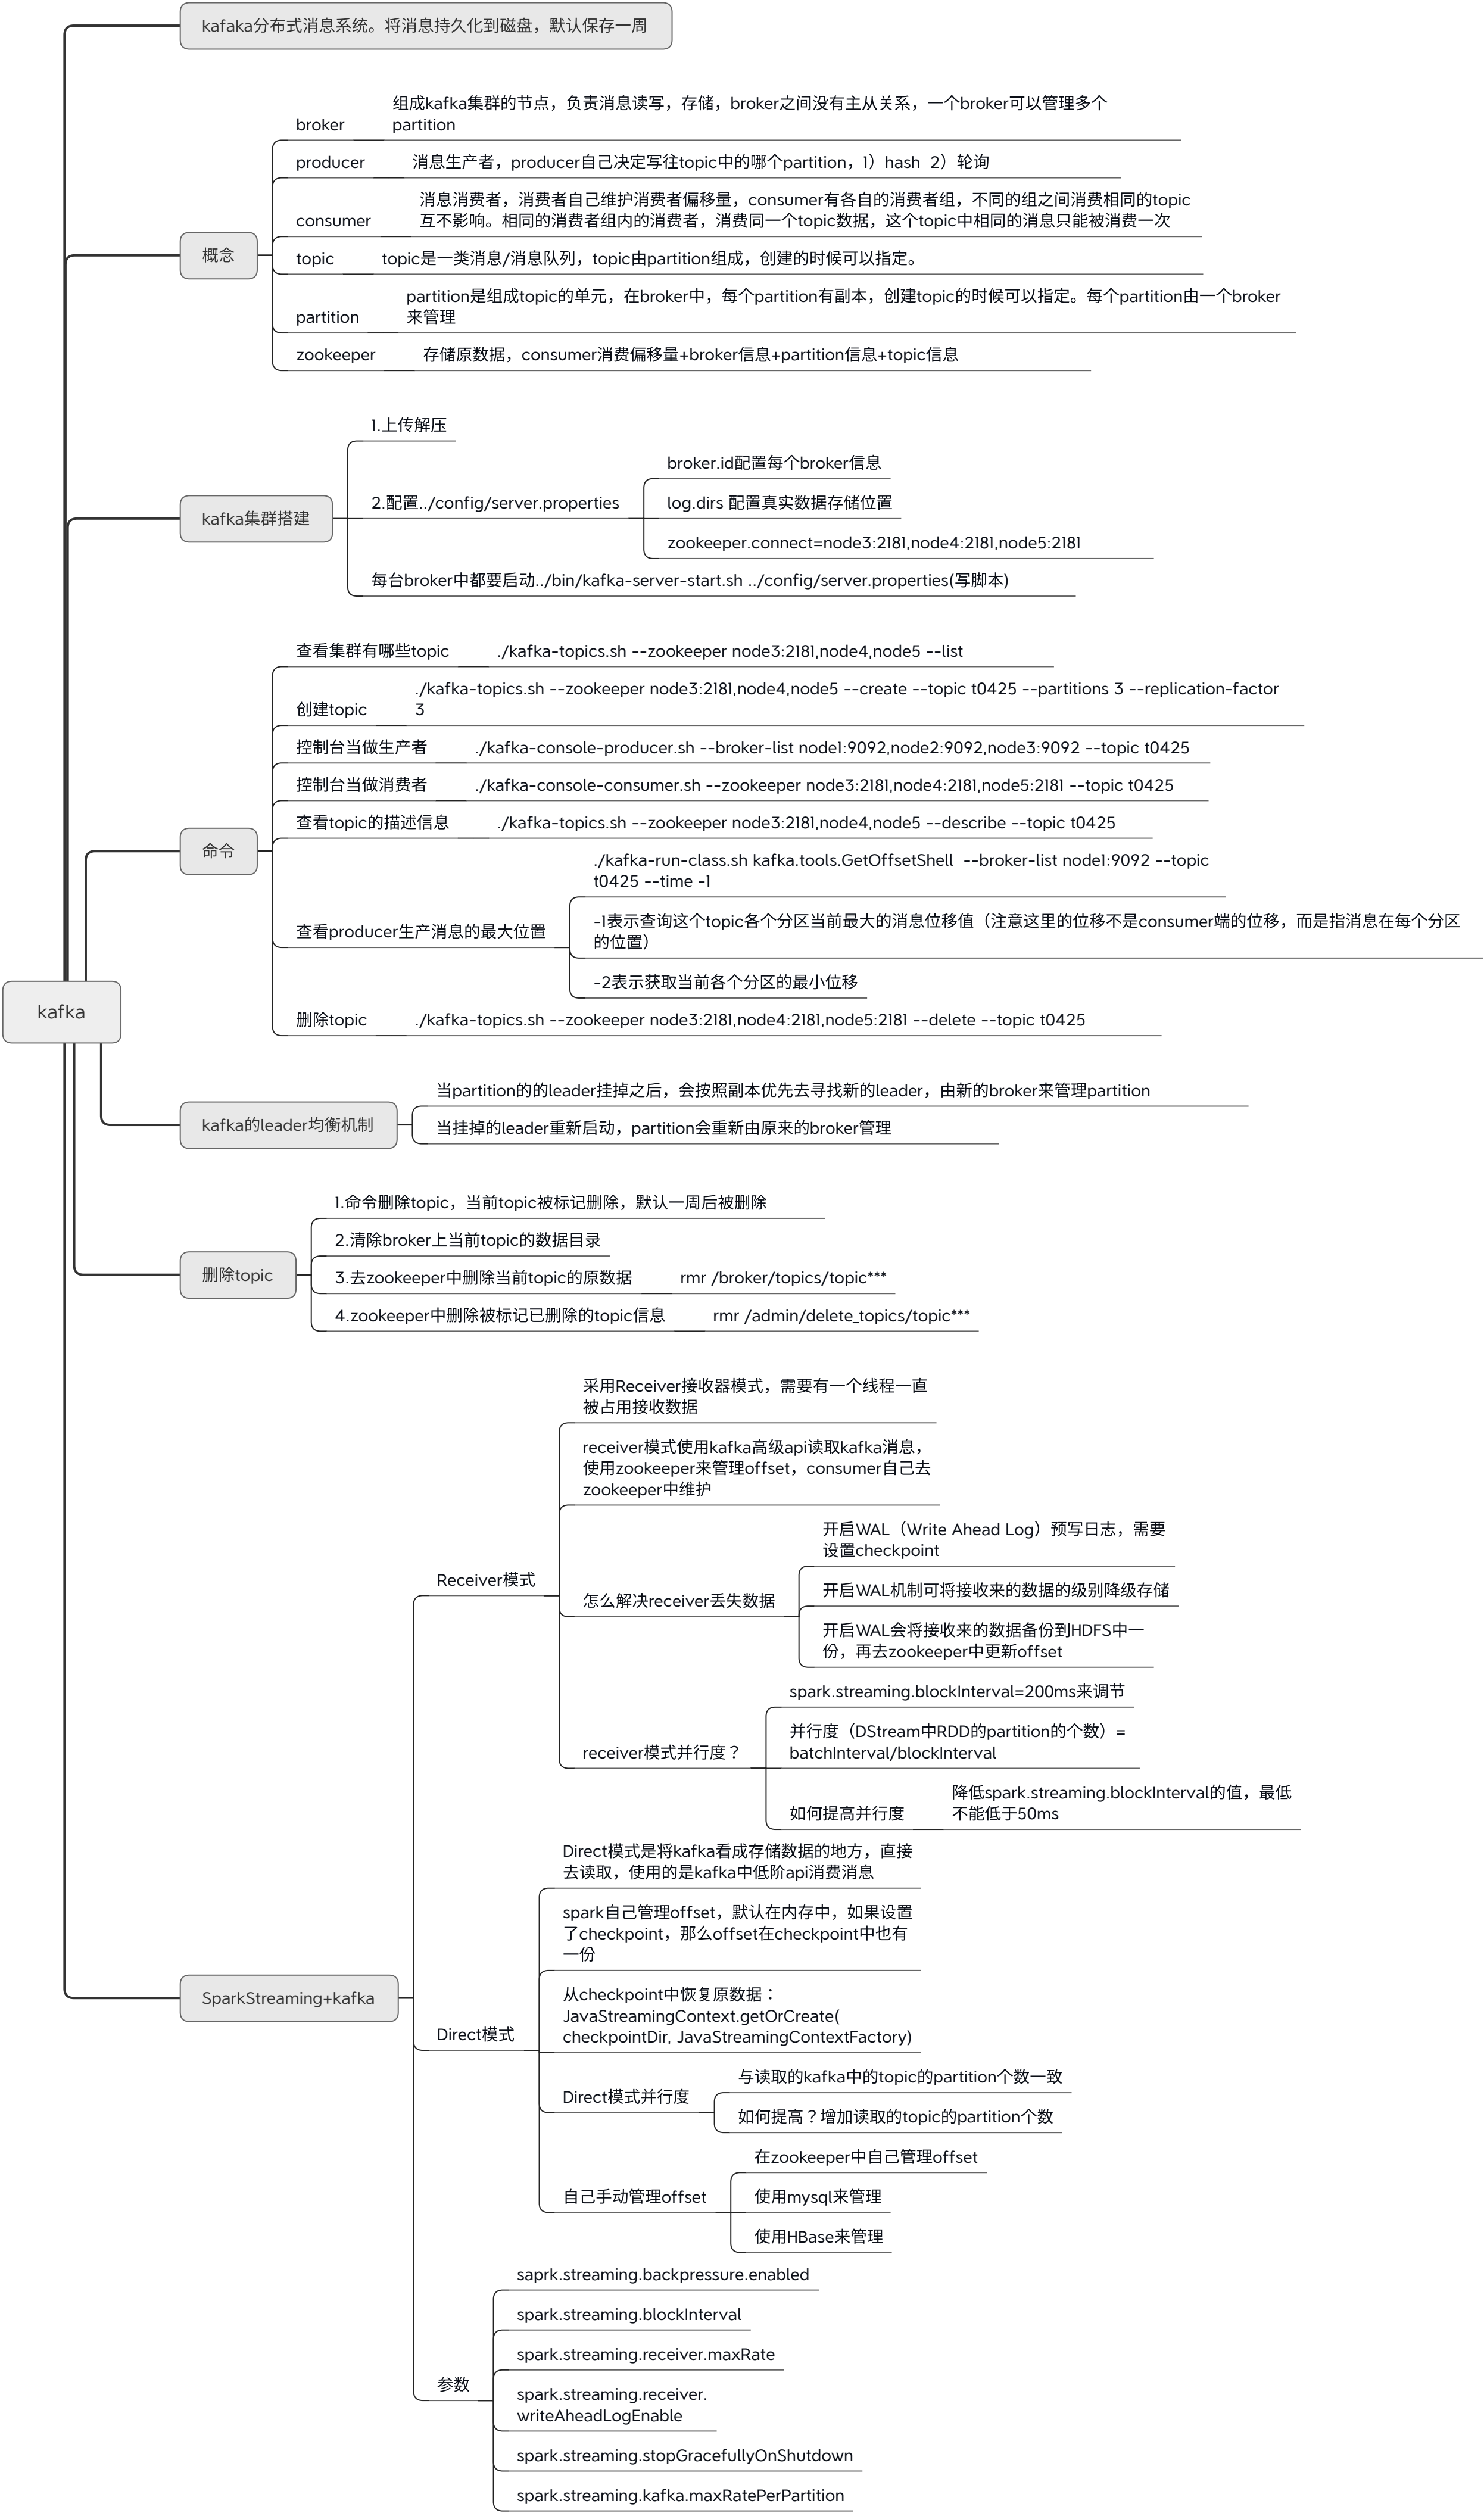 kafaka分布式消息系统。将消息持久化到磁盘，默认保存一周
组成kafka集群的节点，负责消息读写，存储，broker之间没有主从关系，一个broker可以管理多个
broker
partition
producer
消息生产者，producer自己决定写往topic中的哪个partition，1）hash  2）轮询
消息消费者，消费者自己维护消费者偏移量，consumer有各自的消费者组，不同的组之间消费相同的topic
consumer
互不影响。相同的消费者组内的消费者，消费同一个topic数据，这个topic中相同的消息只能被消费一次
概念
topic
topic是一类消息/消息队列，topic由partition组成，创建的时候可以指定。
partition是组成topic的单元，在broker中，每个partition有副本，创建topic的时候可以指定。每个partition由一个broker
partition
来管理
zookeeper
存储原数据，consumer消费偏移量+broker信息+partition信息+topic信息
1.上传解压
broker.id配置每个broker信息
2.配置../config/server.properties
log.dirs 配置真实数据存储位置
kafka集群搭建
zookeeper.connect=node3:2181,node4:2181,node5:2181
每台broker中都要启动../bin/kafka-server-start.sh ../config/server.properties(写脚本)
查看集群有哪些topic
./kafka-topics.sh --zookeeper node3:2181,node4,node5 --list
./kafka-topics.sh --zookeeper node3:2181,node4,node5 --create --topic t0425 --partitions 3 --replication-factor
创建topic
3
控制台当做生产者
./kafka-console-producer.sh --broker-list node1:9092,node2:9092,node3:9092 --topic t0425
控制台当做消费者
./kafka-console-consumer.sh --zookeeper node3:2181,node4:2181,node5:2181 --topic t0425
查看topic的描述信息
./kafka-topics.sh --zookeeper node3:2181,node4,node5 --describe --topic t0425
命令
./kafka-run-class.sh kafka.tools.GetOffsetShell  --broker-list node1:9092 --topic
t0425 --time -1
查看producer生产消息的最大位置
-1表示查询这个topic各个分区当前最大的消息位移值（注意这里的位移不是consumer端的位移，而是指消息在每个分区
的位置）
-2表示获取当前各个分区的最小位移
删除topic
./kafka-topics.sh --zookeeper node3:2181,node4:2181,node5:2181 --delete --topic t0425
kafka
当partition的的leader挂掉之后，会按照副本优先去寻找新的leader，由新的broker来管理partition
kafka的leader均衡机制
当挂掉的leader重新启动，partition会重新由原来的broker管理
1.命令删除topic，当前topic被标记删除，默认一周后被删除
2.清除broker上当前topic的数据目录
删除topic
3.去zookeeper中删除当前topic的原数据
rmr /broker/topics/topic***
4.zookeeper中删除被标记已删除的topic信息
rmr /admin/delete_topics/topic***
采用Receiver接收器模式，需要有一个线程一直
被占用接收数据
receiver模式使用kafka高级api读取kafka消息，
使用zookeeper来管理offset，consumer自己去
zookeeper中维护
Receiver模式
开启WAL（Write Ahead Log）预写日志，需要
设置checkpoint
怎么解决receiver丢失数据
开启WAL机制可将接收来的数据的级别降级存储
开启WAL会将接收来的数据备份到HDFS中一
份，再去zookeeper中更新offset
spark.streaming.blockInterval=200ms来调节
receiver模式并行度？
并行度（DStream中RDD的partition的个数）=
batchInterval/blockInterval
如何提高并行度
降低spark.streaming.blockInterval的值，最低
不能低于50ms
SparkStreaming+kafka
Direct模式是将kafka看成存储数据的地方，直接
去读取，使用的是kafka中低阶api消费消息
spark自己管理offset，默认在内存中，如果设置
了checkpoint，那么offset在checkpoint中也有
一份
从checkpoint中恢复原数据：
JavaStreamingContext.getOrCreate(
Direct模式
checkpointDir, JavaStreamingContextFactory)
Direct模式并行度
与读取的kafka中的topic的partition个数一致
如何提高？增加读取的topic的partition个数
在zookeeper中自己管理offset
自己手动管理offset
使用mysql来管理
使用HBase来管理
saprk.streaming.backpressure.enabled
spark.streaming.blockInterval
spark.streaming.receiver.maxRate
参数
spark.streaming.receiver.
writeAheadLogEnable
spark.streaming.stopGracefullyOnShutdown
spark.streaming.kafka.maxRatePerPartition